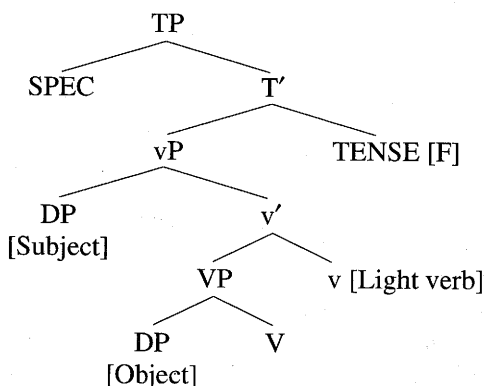 TP
SPEC
T′
vP
TENSE [F]
DP
[Subject]
v′
VP
v [Light verb]
DP
[Object]
V